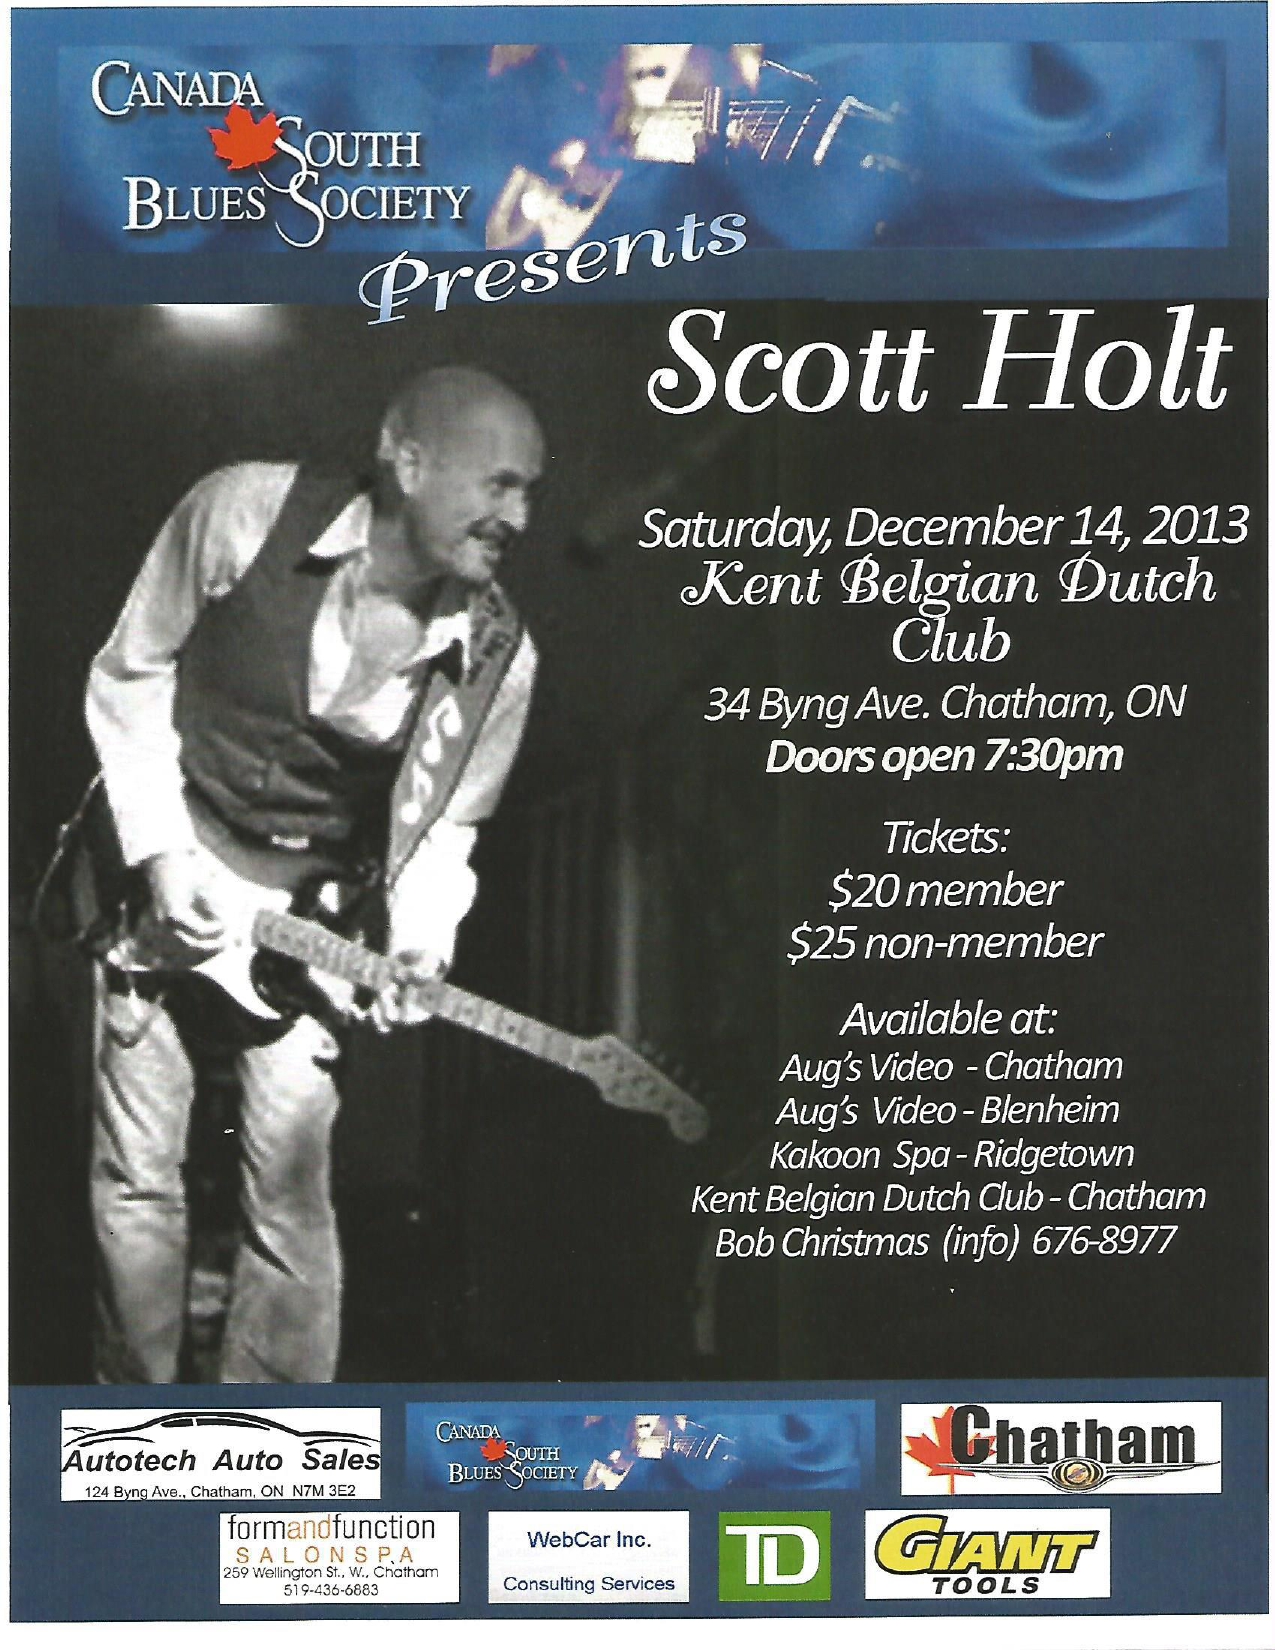 CANADA
SOUTH
BLUES SOCIETY
Presents
Scott Holt
Saturday, December 14, 2013
Kent Belgian Dutch
Club
34 Byng Ave. Chatham, ON
Doors open 7:30pm
Tickets:
$20 member
$25 non-member
Available at:
Aug's Video - Chatham
Aug's Video - Blenheim
Kakoon Spa - Ridgetown
Kent Belgian Dutch Club - Chatham
Bob Christmas (info) 676-8977
Autotech Auto Sales
124 Byng Ave., Chatham, ON N7M 3E2
CANADA
SOUTH
BLUES SOCIETY
Chatham
formandfunction
SALONSPA
259 Wellington St., W., Chatham
519-436-6883
WebCar Inc.
Consulting Services
TD
GIANT
TOOLS